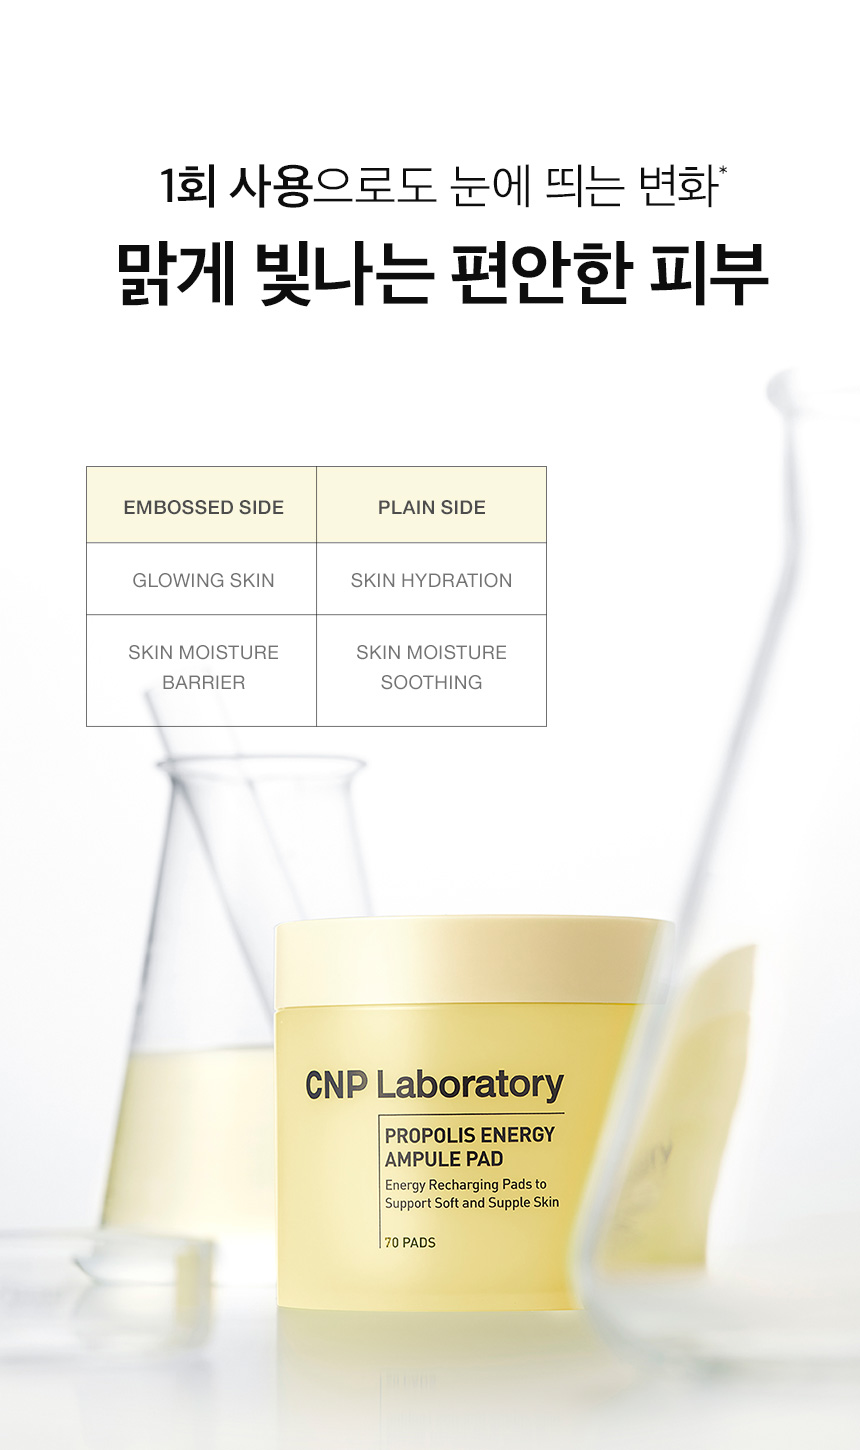 1회 사용으로도 눈에 띄는 변화*
맑게 빛나는 편안한 피부
EMBOSSED SIDE PLAIN SIDE
GLOWING SKIN SKIN HYDRATION
SKIN MOISTURE BARRIER SKIN MOISTURE SOOTHING
CNP Laboratory
PROPOLIS ENERGY
AMPULE PAD
Energy Recharging Pads to
Support Soft and Supple Skin
70 PADS